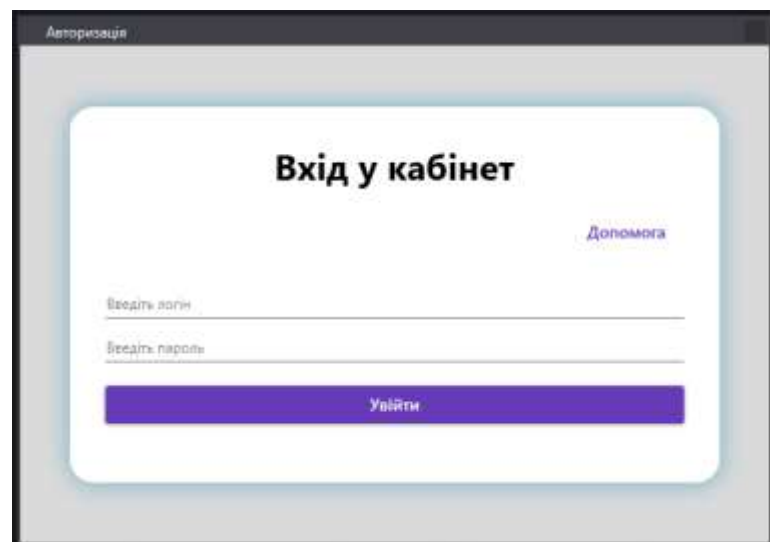 Авторизація
Вхід у кабінет
Допомога
Введіть логін
Введіть пароль
Увійти